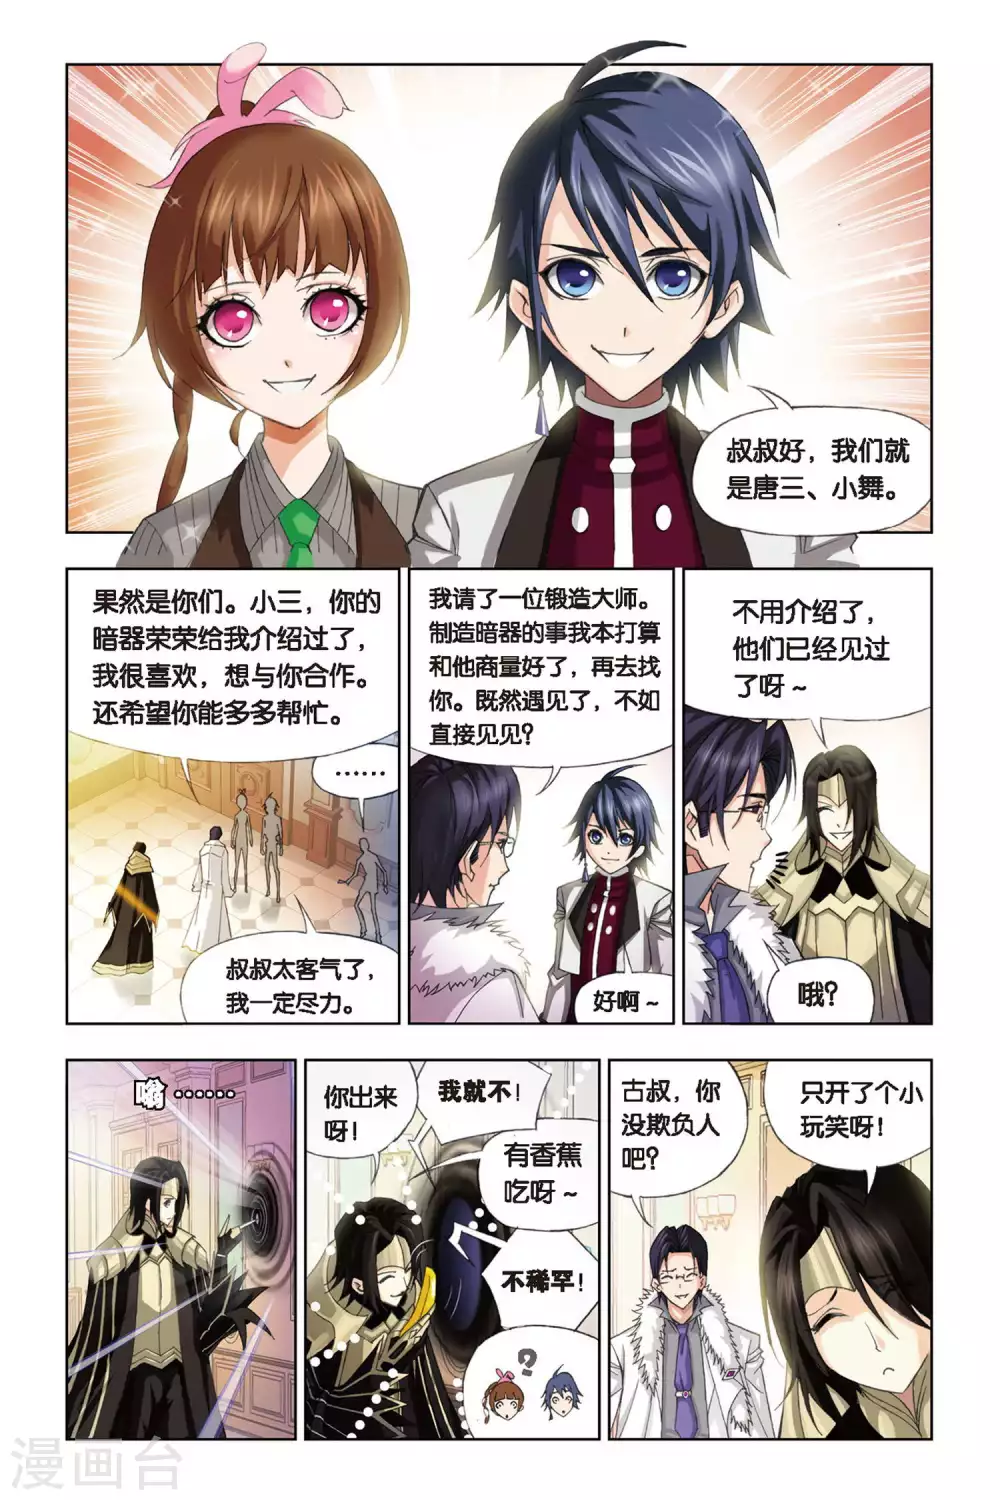 叔叔好，我们就
是唐三、小舞。
果然是你们。小三，你的
暗器荣荣给我介绍过了，
我很喜欢，想与你合作。
还希望你能多多帮忙。
……
叔叔太客气了，
我一定尽力。
我请了一位锻造大师。
制造暗器的事我本打算
和他商量好了，再去找
你。既然遇见了，不如
直接见见？
好啊～
不用介绍了，
他们已经见过
了呀～
哦？
嗡……
你出来
呀！
我就不！
有香蕉
吃呀～
不稀罕！
?
古叔，你
没欺负人
吧？
只开了个小
玩笑呀！
漫画台